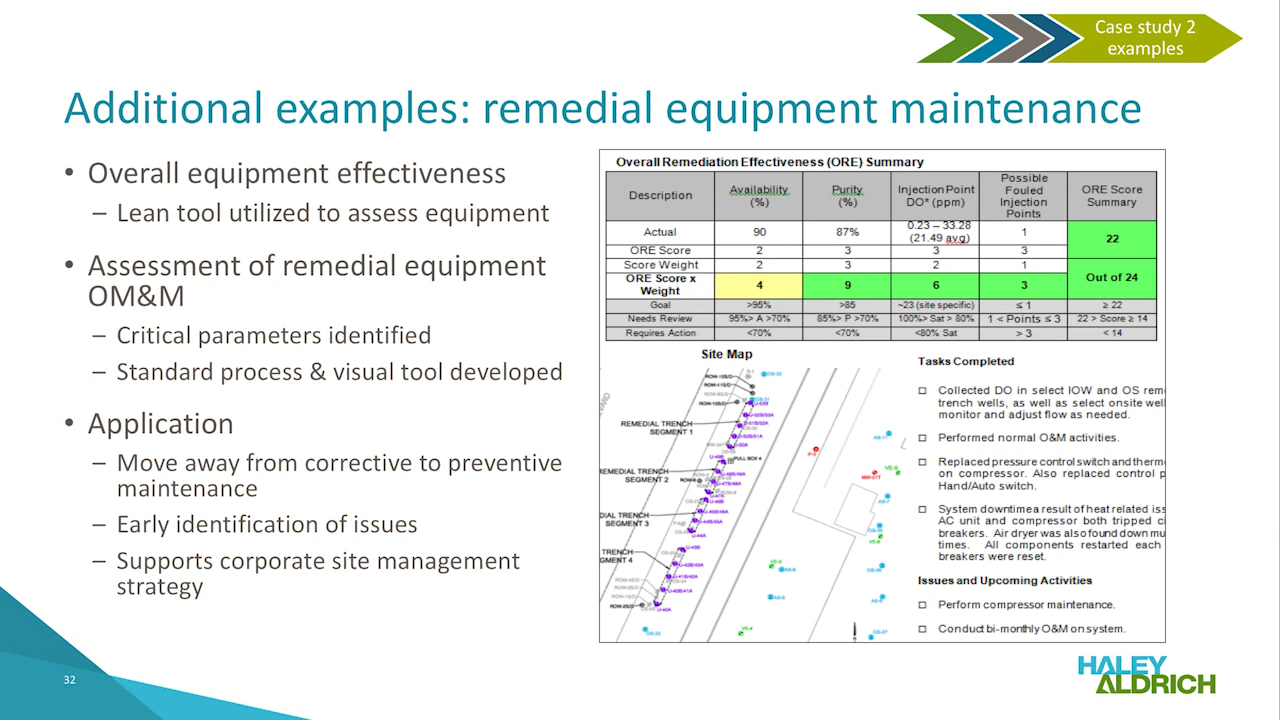 Case study 2
examples
Additional examples: remedial equipment maintenance
• Overall equipment effectiveness
– Lean tool utilized to assess equipment
• Assessment of remedial equipment
OM&M
– Critical parameters identified
– Standard process & visual tool developed
• Application
– Move away from corrective to preventive
maintenance
– Early identification of issues
– Supports corporate site management
strategy
Overall Remediation Effectiveness (ORE) Summary
Description Availability (%) Purity (%) Injection Point DO* (ppm) Possible Fouled Injection Points ORE Score Summary
Actual 90 87% 0.23 – 33.28 (21.49 avg) 1 22
ORE Score 2 3 3 3
Score Weight 2 3 2 1 Out of 24
ORE Score x Weight 4 9 6 3
Goal >95% >85 ~23 (site specific) ≤ 1 ≥ 22
Needs Review 95%> A >70% 85%> P >70% 100%> Sat > 80% 1 < Points ≤ 3 22 > Score ≥ 14
Requires Action <70% <70% <80% Sat > 3 < 14
Site Map
REMEDIAL TRENCH
SEGMENT 1
PULL BOX 4
REMEDIAL TRENCH
SEGMENT 2
DIAL TRENCH
SEGMENT 3
TRENCH
GMENT 4
Tasks Completed
☐ Collected DO in select IOW and OS rem
trench wells, as well as select onsite well
monitor and adjust flow as needed.
☐ Performed normal O&M activities.
☐ Replaced pressure control switch and therm
on compressor. Also replaced control p
Hand/Auto switch.
☐ System downtime a result of heat related iss
AC unit and compressor both tripped ci
breakers. Air dryer was also found down mu
times. All components restarted each
breakers were reset.
Issues and Upcoming Activities
☐ Perform compressor maintenance.
☐ Conduct bi-monthly O&M on system.
32
HALEY
ALDRICH